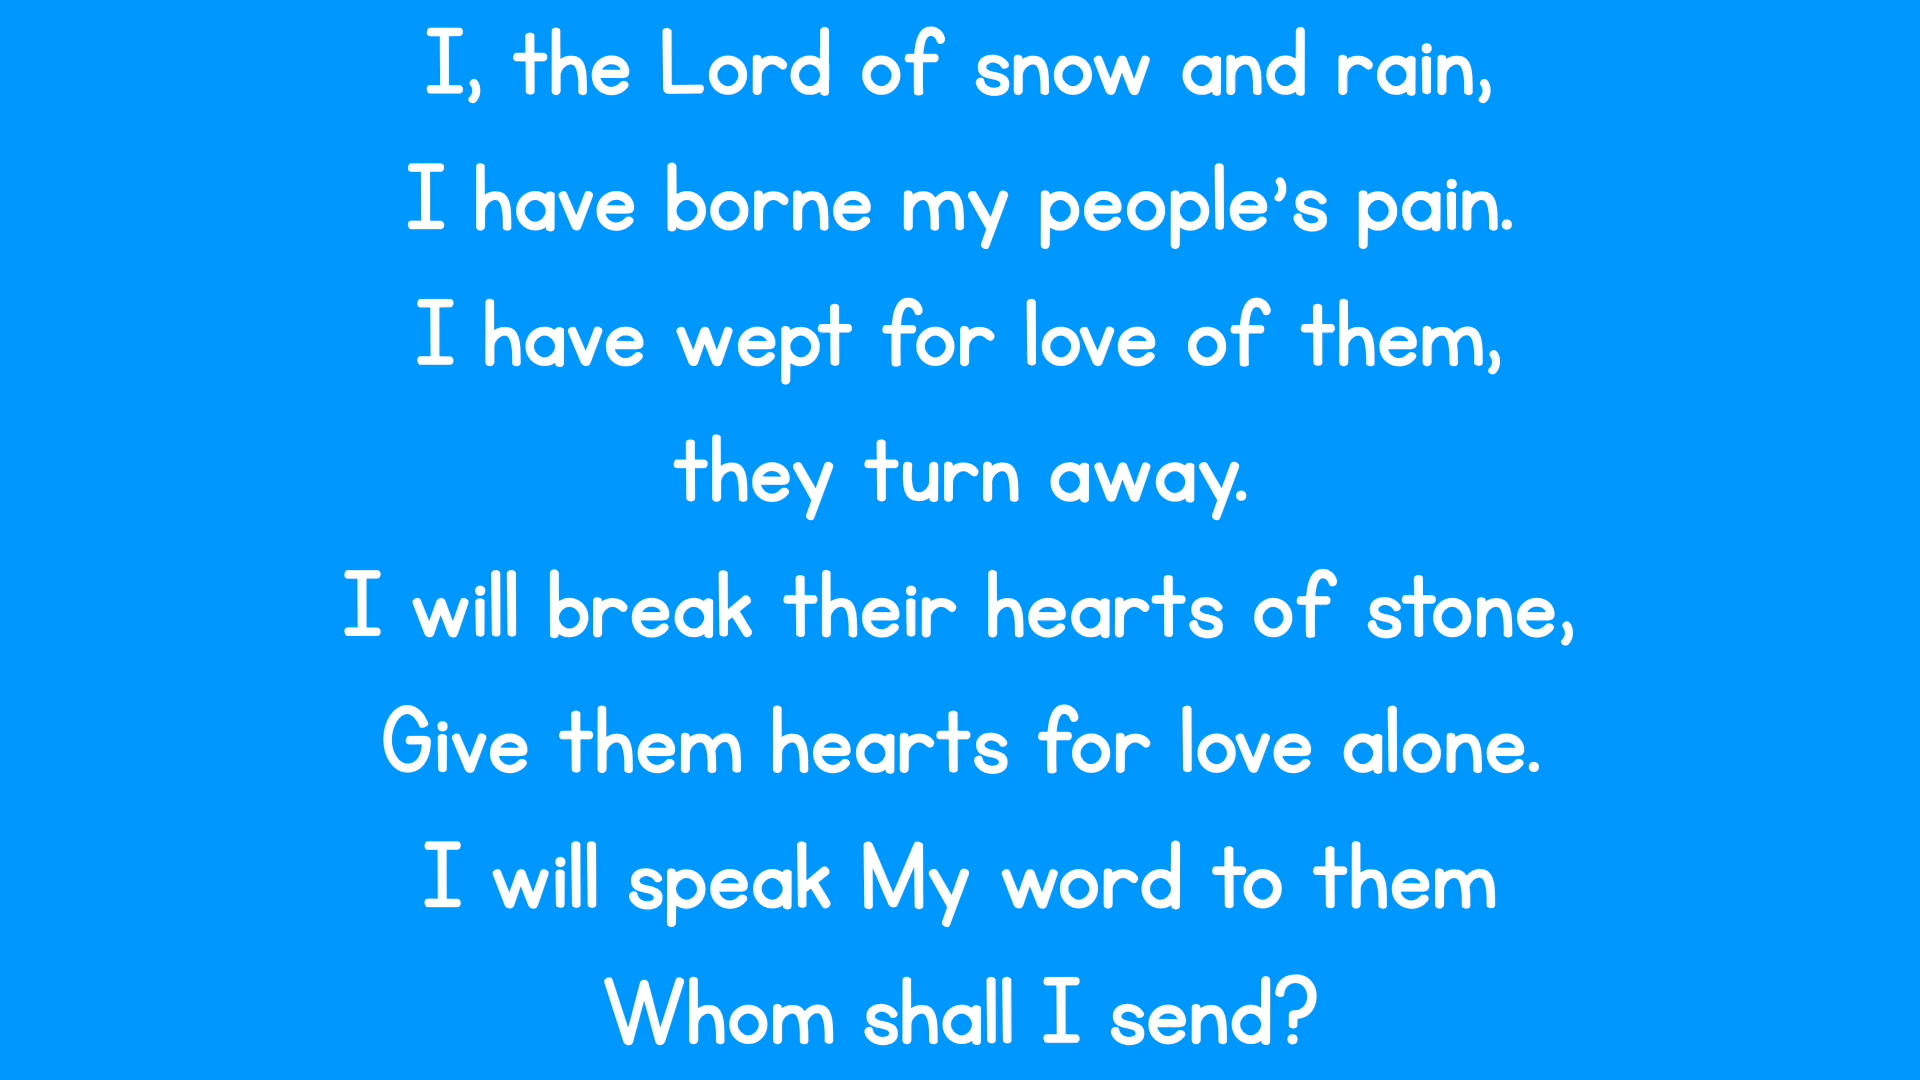 I, the Lord of snow and rain,
I have borne my people’s pain.
I have wept for love of them,
they turn away.
I will break their hearts of stone,
Give them hearts for love alone.
I will speak My word to them
Whom shall I send?